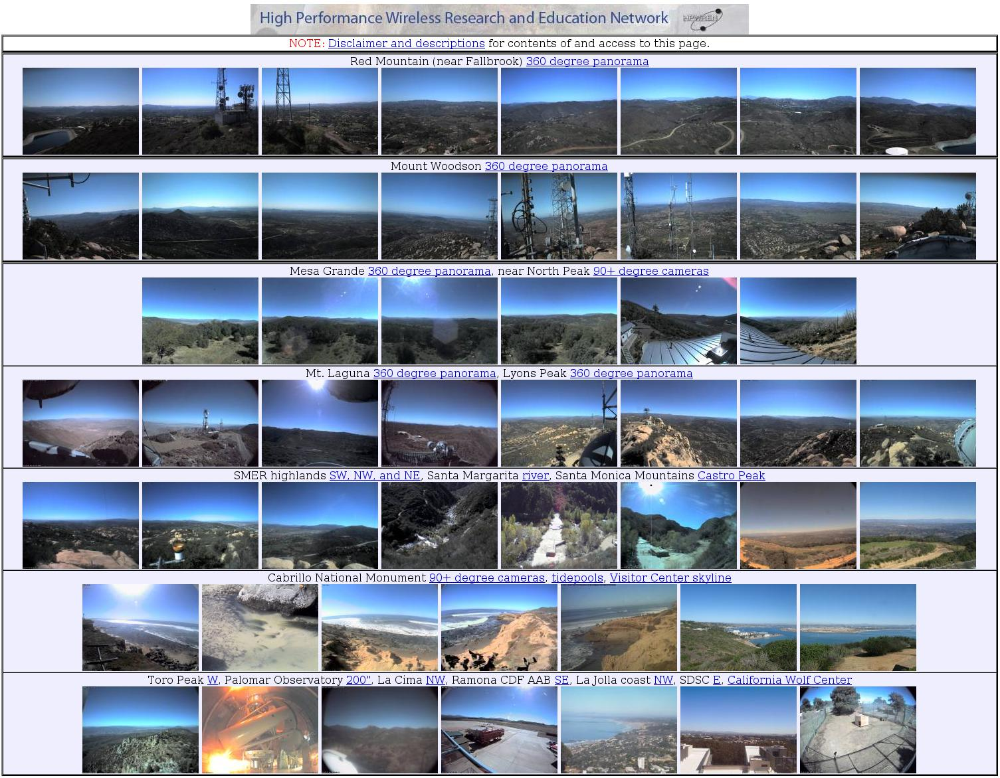 High Performance Wireless Research and Education Network HPWREN
NOTE: Disclaimer and descriptions for contents of and access to this page.
Red Mountain (near Fallbrook) 360 degree panorama
Mount Woodson 360 degree panorama
Mesa Grande 360 degree panorama, near North Peak 90+ degree cameras
Mt. Laguna 360 degree panorama, Lyons Peak 360 degree panorama
SMER highlands SW, NW, and NE, Santa Margarita river, Santa Monica Mountains Castro Peak
Cabrillo National Monument 90+ degree cameras, tidepools, Visitor Center skyline
Toro Peak W, Palomar Observatory 200", La Cima NW, Ramona CDF AAB SE, La Jolla coast NW, SDSC E, California Wolf Center